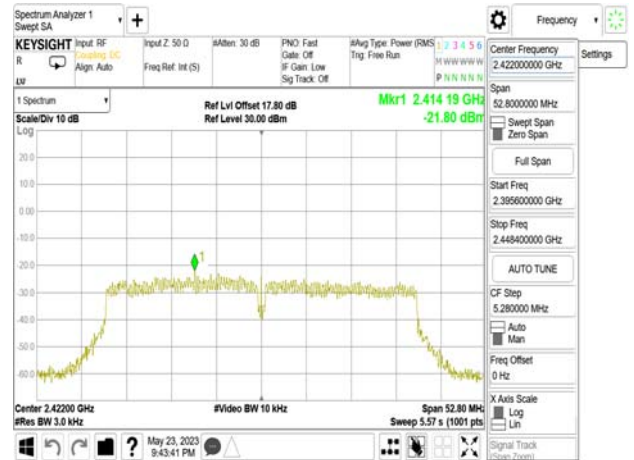 Spectrum Analyzer 1
Swept SA
Frequency
KEYSIGHT
R
Input: RF
Coupling: DC
Align: Auto
Input Z: 50 Ω
Freq Ref: Int (S)
#Atten: 30 dB
PNO: Fast
Gate: Off
IF Gain: Low
Sig Track: Off
#Avg Type: Power (RMS
Trig: Free Run
1 2 3 4 5 6
M W W W W W
P N N N N N
1 Spectrum
Scale/Div 10 dB
Ref Lvl Offset 17.80 dB
Ref Level 30.00 dBm
Mkr1 2.414 19 GHz
-21.80 dBm
Log
20.0
10.0
0.00
-10.0
-20.0
-30.0
-40.0
-50.0
-60.0
1
Center 2.42200 GHz
#Res BW 3.0 kHz
#Video BW 10 kHz
Span 52.80 MHz
Sweep 5.57 s (1001 pts)
May 23, 2023
9:43:41 PM
Center Frequency
2.422000000 GHz
Settings
Span
52.8000000 MHz
Swept Span
Zero Span
Full Span
Start Freq
2.395600000 GHz
Stop Freq
2.448400000 GHz
AUTO TUNE
CF Step
5.280000 MHz
Auto
Man
Freq Offset
0 Hz
X Axis Scale
Log
Lin
Signal Track
(Span Zoom)